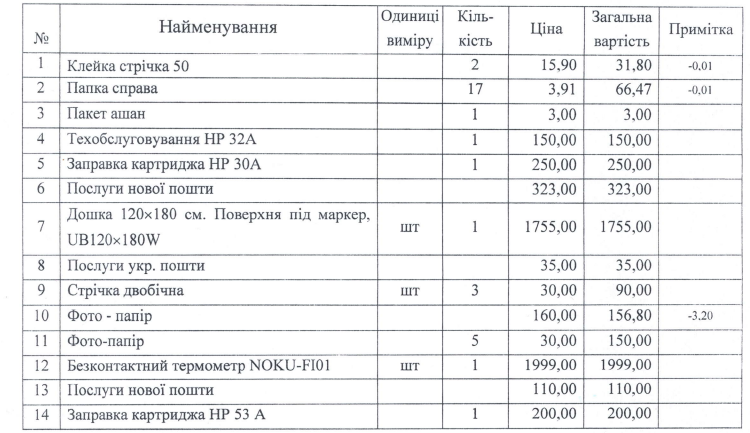 № Найменування Одиниці виміру Кіль-кість Ціна Загальна вартість Примітка
1 Клейка стрічка 50 2 15,90 31,80 -0,01
2 Папка справа 17 3,91 66,47 -0,01
3 Пакет ашан 1 3,00 3,00
4 Техобслуговування HP 32A 1 150,00 150,00
5 Заправка картриджа HP 30A 1 250,00 250,00
6 Послуги нової пошти 323,00 323,00
7 Дошка 120×180 см. Поверхня під маркер, UB120×180W шт 1 1755,00 1755,00
8 Послуги укр. пошти 35,00 35,00
9 Стрічка двобічна шт 3 30,00 90,00
10 Фото - папір 160,00 156,80 -3,20
11 Фото-папір 5 30,00 150,00
12 Безконтактний термометр NOKU-FI01 шт 1 1999,00 1999,00
13 Послуги нової пошти 110,00 110,00
14 Заправка картриджа HP 53 A 1 200,00 200,00